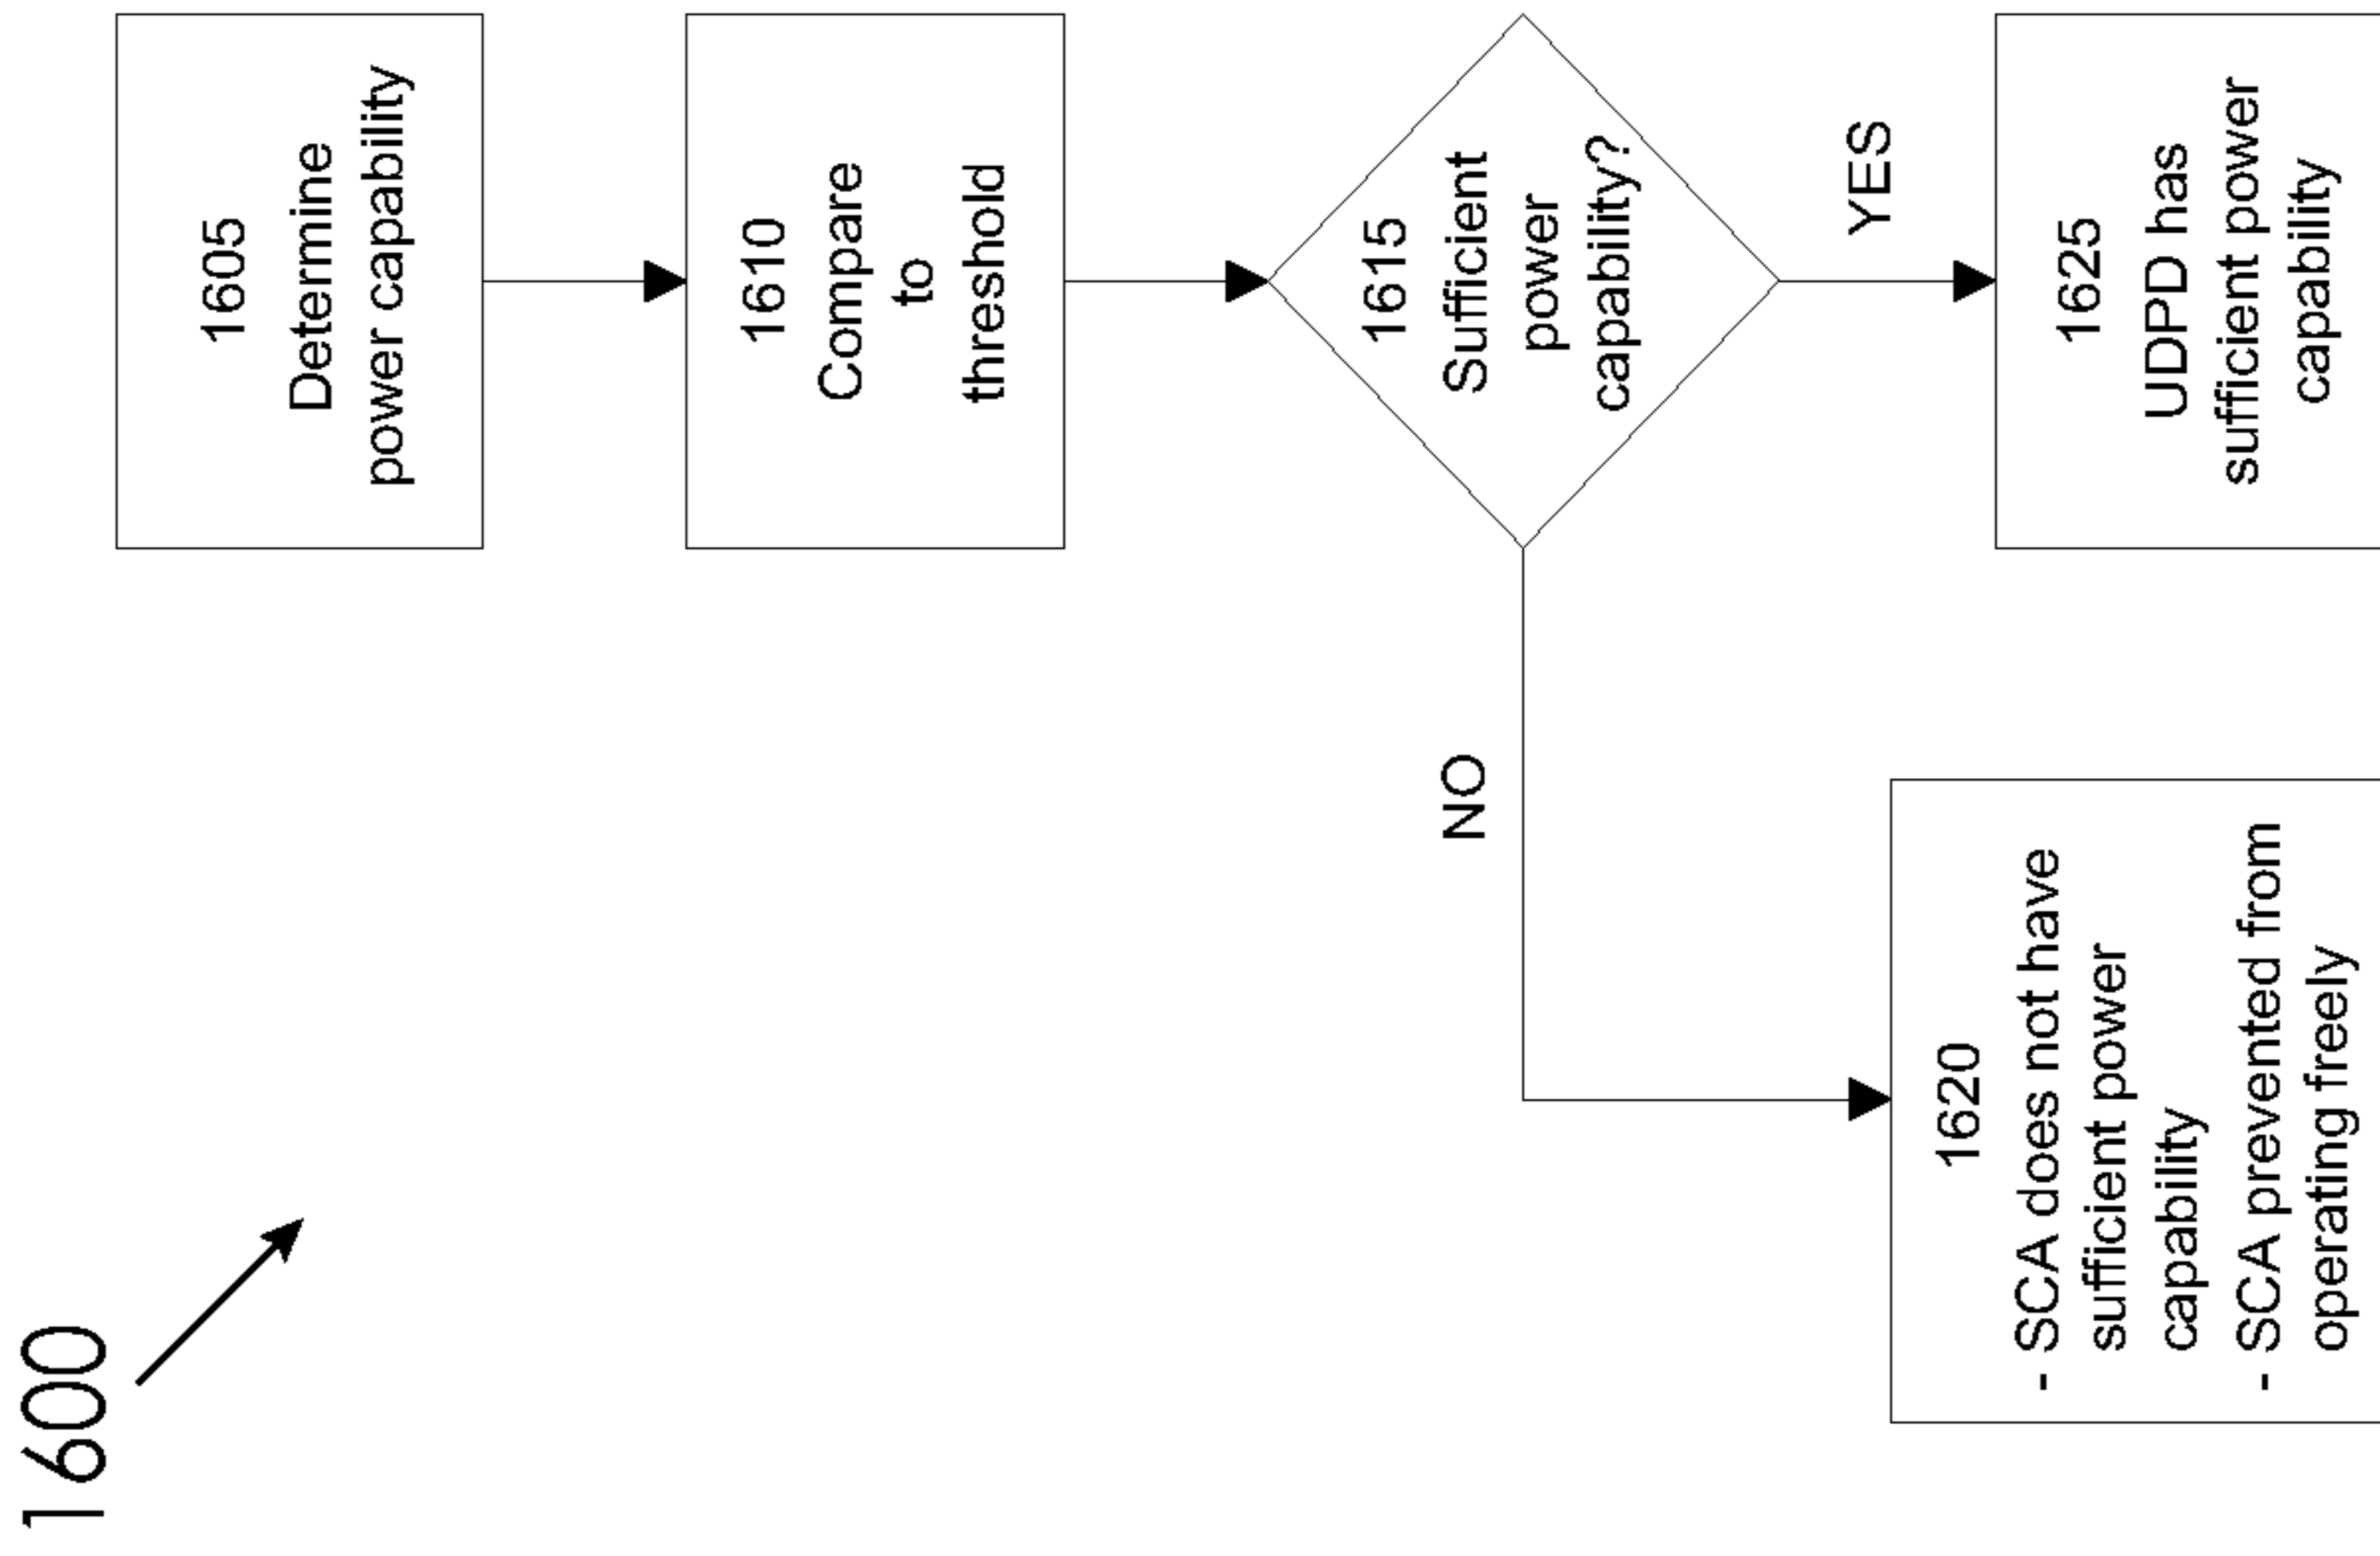 1600
1605
Determine
power capability
1610
Compare
to
threshold
1615
Sufficient
power
capability?
NO
YES
1620
- SCA does not have
sufficient power
capability
- SCA prevented from
operating freely
1625
UDPD has
sufficient power
capability